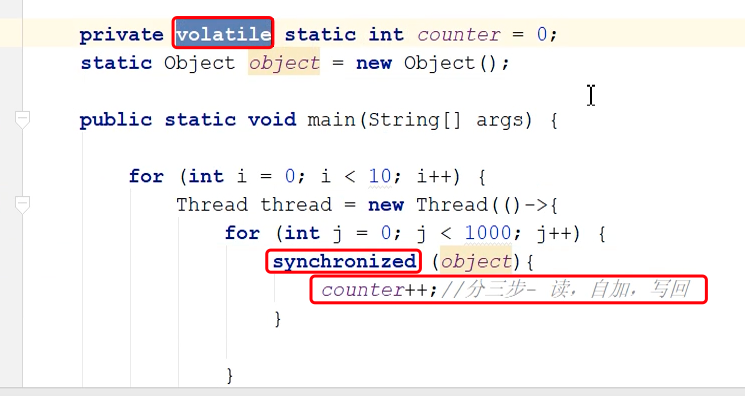 private volatile static int counter = 0;
static Object object = new Object();
public static void main(String[] args) {
for (int i = 0; i < 10; i++) {
Thread thread = new Thread(()->{
for (int j = 0; j < 1000; j++) {
synchronized (object){
counter++;//分三步- 读，自加，写回
}
}